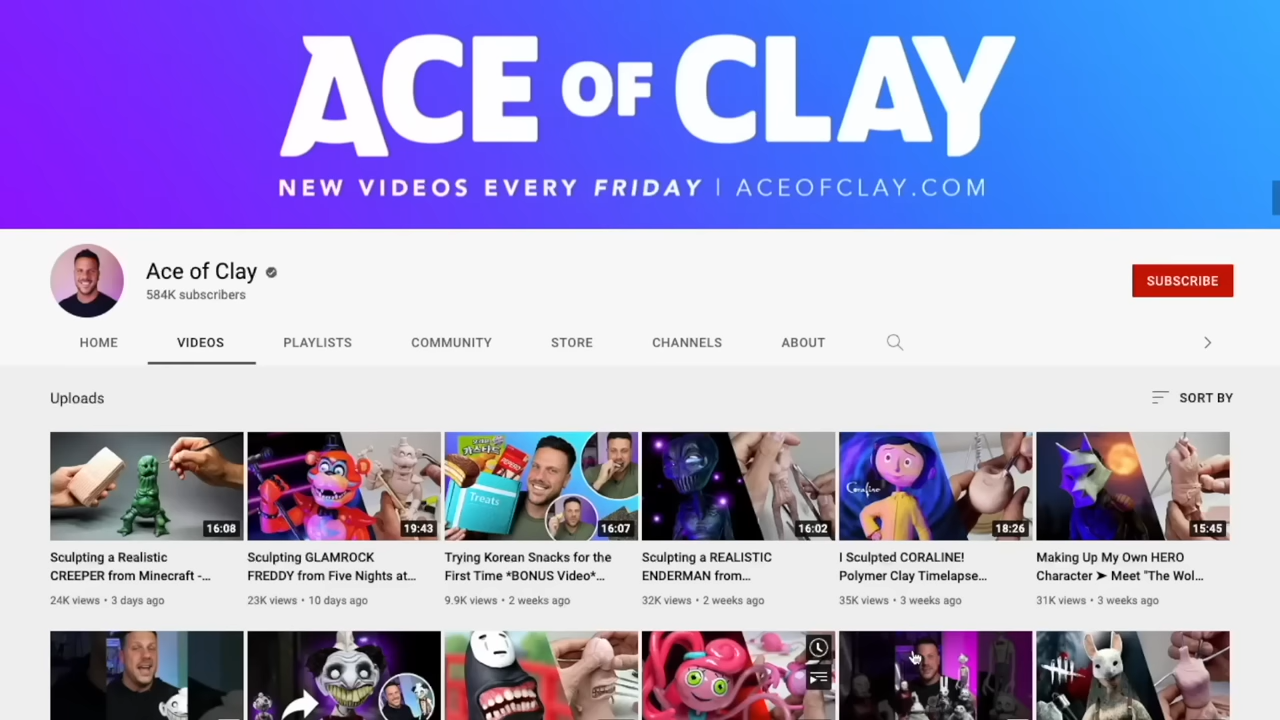 ACE OF CLAY
NEW VIDEOS EVERY FRIDAY | ACEOFCLAY.COM
Ace of Clay
584K subscribers
SUBSCRIBE
HOME VIDEOS PLAYLISTS COMMUNITY STORE CHANNELS ABOUT
Uploads
SORT BY
Treats
Coraline
16:08 19:43 16:07 16:02 18:26 15:45
Sculpting a Realistic
CREEPER from Minecraft -...
24K views • 3 days ago
Sculpting GLAMROCK
FREDDY from Five Nights at...
23K views • 10 days ago
Trying Korean Snacks for the
First Time *BONUS Video*...
9.9K views • 2 weeks ago
Sculpting a REALISTIC
ENDERMAN from...
32K views • 2 weeks ago
I Sculpted CORALINE!
Polymer Clay Timelapse...
35K views • 3 weeks ago
Making Up My Own HERO
Character ➤ Meet "The Wol...
31K views • 3 weeks ago